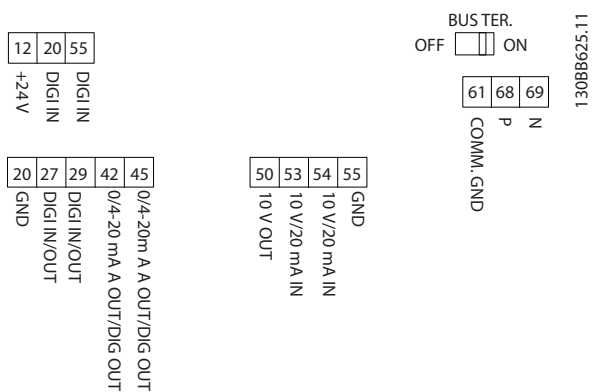 BUS TER.
OFF ON
130BB625.11
12 20 55
+24 V
DIGI IN
DIGI IN
61 68 69
COMM. GND
P
N
20 27 29 42 45
GND
DIGI IN/OUT
DIGI IN/OUT
0/4-20 mA A OUT/DIG OUT
0/4-20m A A OUT/DIG OUT
50 53 54 55
10 V OUT
10 V/20 mA IN
10 V/20 mA IN
GND